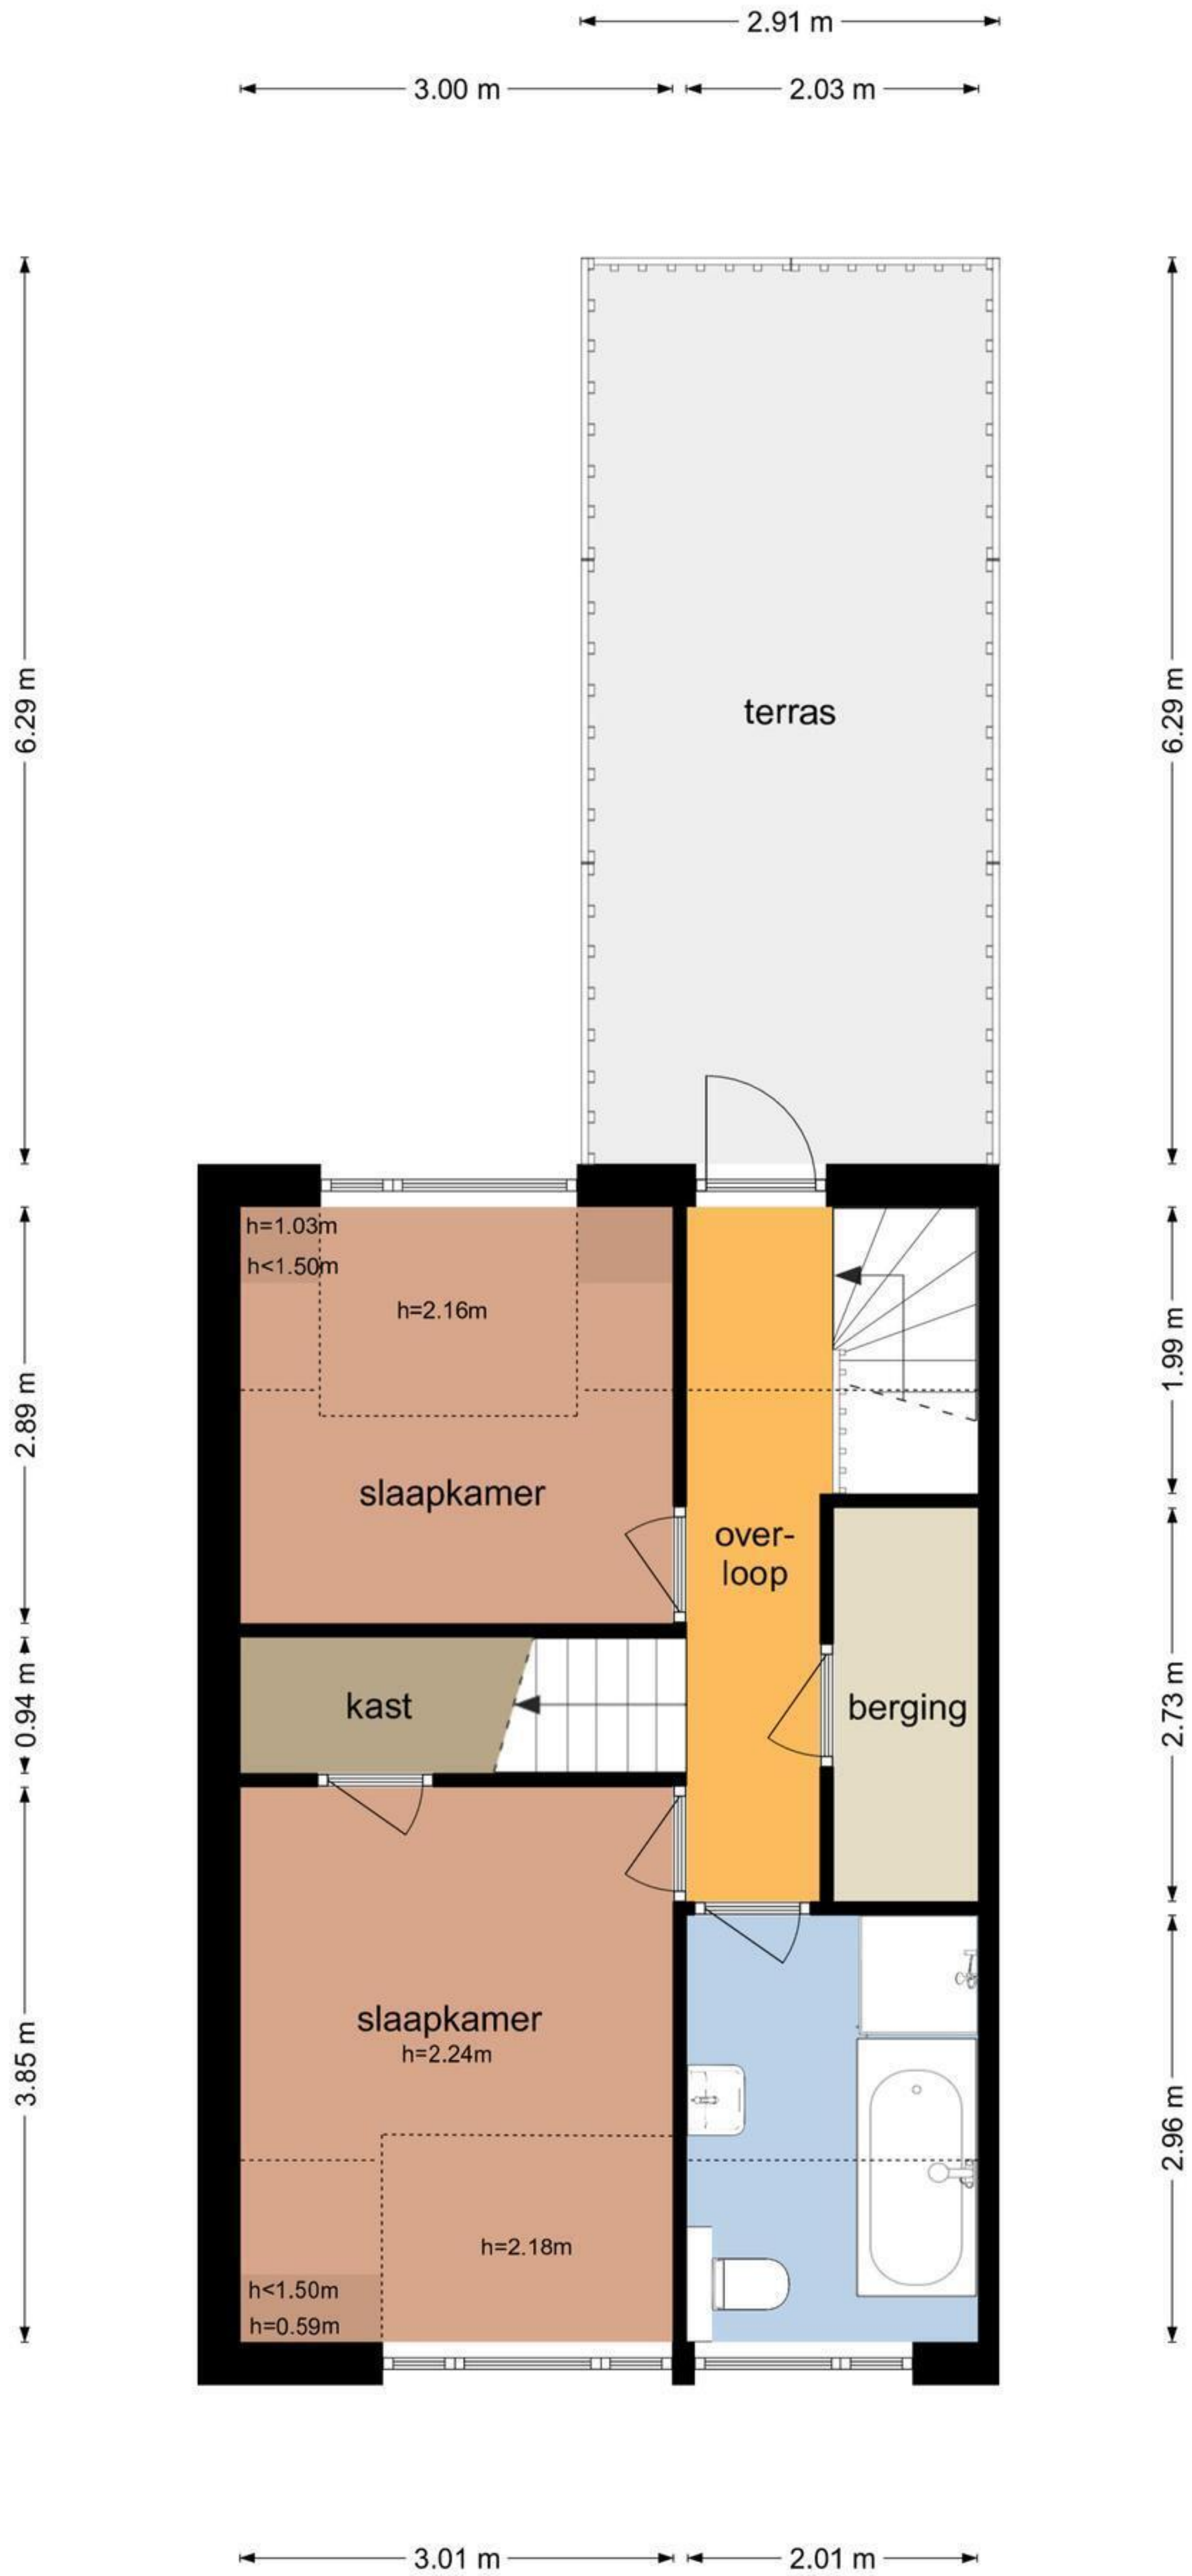 2.91 m
3.00 m
2.03 m
6.29 m
6.29 m
terras
h=1.03m
h<1.50m
h=2.16m
2.89 m
1.99 m
slaapkamer
over-
loop
0.94 m
kast
berging
2.73 m
slaapkamer
h=2.24m
3.85 m
2.96 m
h=2.18m
h<1.50m
h=0.59m
3.01 m
2.01 m